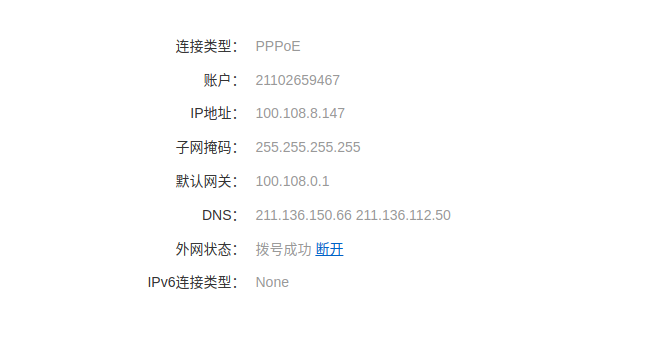 连接类型： PPPoE
账户： 21102659467
IP地址： 100.108.8.147
子网掩码： 255.255.255.255
默认网关： 100.108.0.1
DNS： 211.136.150.66 211.136.112.50
外网状态： 拨号成功 断开
IPv6连接类型： None